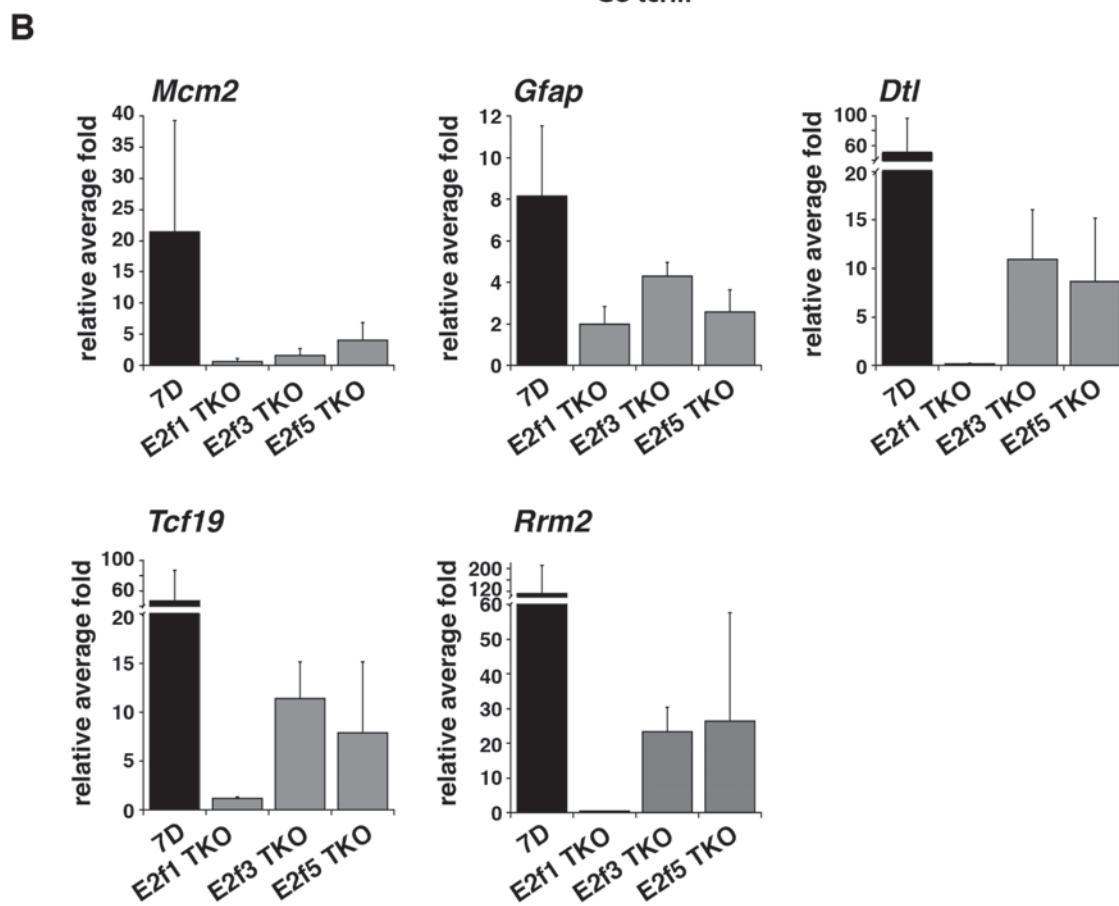 B
Mcm2
relative average fold
40
35
30
25
20
15
10
5
0
7D
E2f1 TKO
E2f3 TKO
E2f5 TKO
Gfap
relative average fold
12
10
8
6
4
2
0
7D
E2f1 TKO
E2f3 TKO
E2f5 TKO
Dtl
relative average fold
100
60
20
15
10
5
0
7D
E2f1 TKO
E2f3 TKO
E2f5 TKO
Tcf19
relative average fold
100
60
20
15
10
5
0
7D
E2f1 TKO
E2f3 TKO
E2f5 TKO
Rrm2
relative average fold
200
120
60
50
40
30
20
10
0
7D
E2f1 TKO
E2f3 TKO
E2f5 TKO